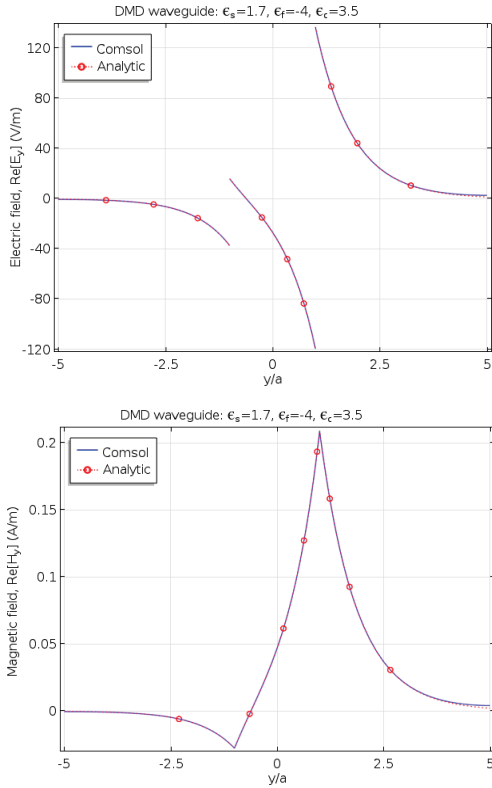 DMD waveguide: ϵs=1.7, ϵf=-4, ϵc=3.5
Electric field, Re[Ey] (V/m)
Comsol
Analytic
120
80
40
0
-40
-80
-120
-5
-2.5
0
2.5
5
y/a
DMD waveguide: ϵs=1.7, ϵf=-4, ϵc=3.5
Magnetic field, Re[Hy] (A/m)
Comsol
Analytic
0.2
0.15
0.1
0.05
0
-5
-2.5
0
2.5
5
y/a